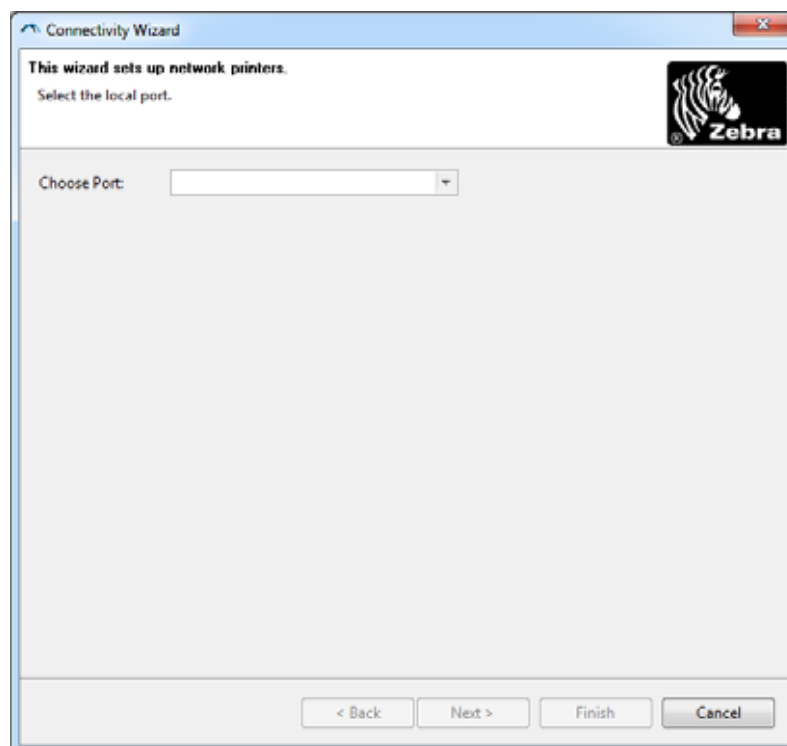 Connectivity Wizard
This wizard sets up network printers.
Select the local port.
® Zebra
Choose Port:
< Back Next > Finish Cancel